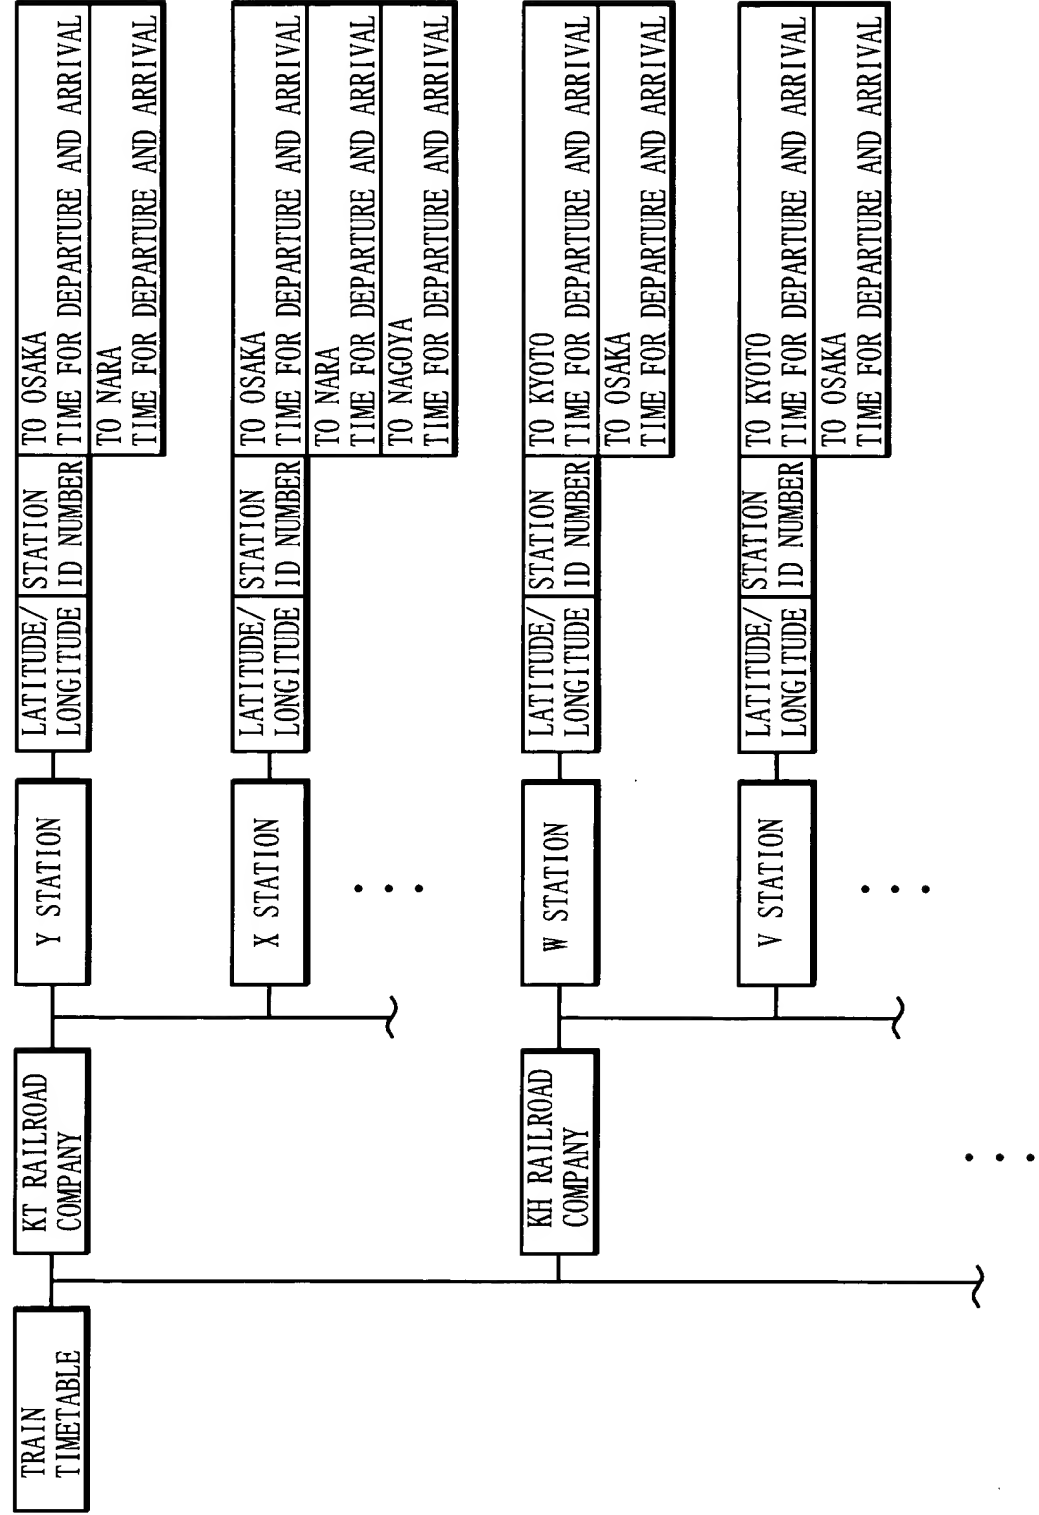 TRAIN
TIMETABLE
KT RAILROAD
COMPANY
Y STATION
LATITUDE/
LONGITUDE
STATION
ID NUMBER
TO OSAKA
TIME FOR DEPARTURE AND ARRIVAL
TO NARA
TIME FOR DEPARTURE AND ARRIVAL
X STATION
LATITUDE/
LONGITUDE
STATION
ID NUMBER
TO OSAKA
TIME FOR DEPARTURE AND ARRIVAL
TO NARA
TIME FOR DEPARTURE AND ARRIVAL
TO NAGOYA
TIME FOR DEPARTURE AND ARRIVAL
KH RAILROAD
COMPANY
W STATION
LATITUDE/
LONGITUDE
STATION
ID NUMBER
TO KYOTO
TIME FOR DEPARTURE AND ARRIVAL
TO OSAKA
TIME FOR DEPARTURE AND ARRIVAL
V STATION
LATITUDE/
LONGITUDE
STATION
ID NUMBER
TO KYOTO
TIME FOR DEPARTURE AND ARRIVAL
TO OSAKA
TIME FOR DEPARTURE AND ARRIVAL